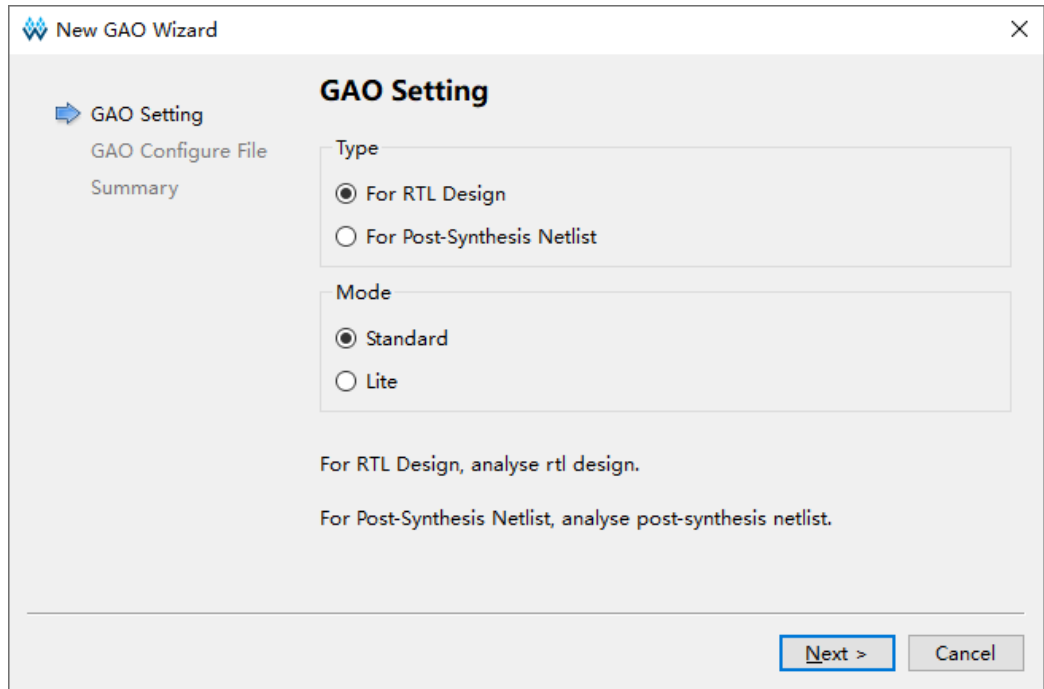 New GAO Wizard
GAO Setting
GAO Configure File
Summary
GAO Setting
Type
For RTL Design
For Post-Synthesis Netlist
Mode
Standard
Lite
For RTL Design, analyse rtl design.
For Post-Synthesis Netlist, analyse post-synthesis netlist.
Next >
Cancel